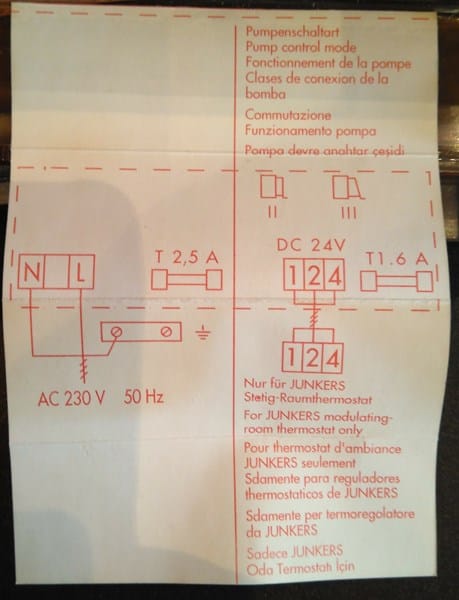 Pumpenschaltart
Pump control mode
Fonctionnement de la pompe
Clases de conexion de la
bomba
Commutazione
Funzionamento pompa
Pompa devre anahtar çeşidi
II III
DC 24V
T 2,5 A
T1.6 A
N L
1 2 4
1 2 4
AC 230 V 50 Hz
Nur für JUNKERS
Stetig-Raumthermostat
For JUNKERS modulating-
room thermostat only
Pour thermostat d'ambiance
JUNKERS seulement
Sdamente para reguladores
thermostaticos de JUNKERS
Sdamente per termoregolatore
da JUNKERS
Sadece JUNKERS
Oda Termostatı İçin